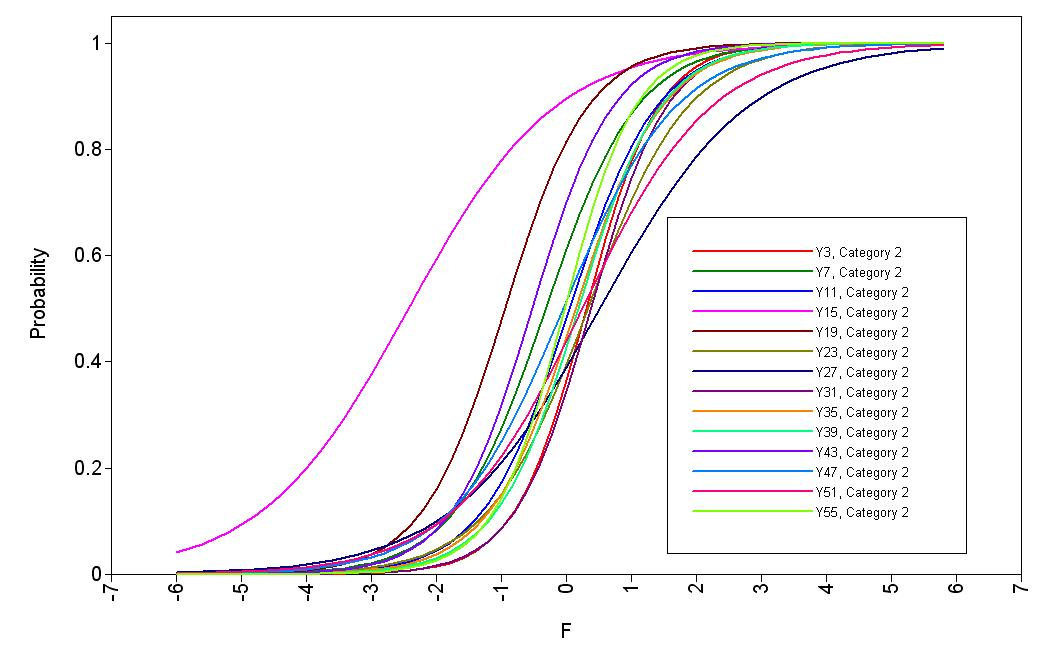 1
0.8
Probability
0.6
0.4
0.2
0
Y3, Category 2
Y7, Category 2
Y11, Category 2
Y15, Category 2
Y19, Category 2
Y23, Category 2
Y27, Category 2
Y31, Category 2
Y35, Category 2
Y39, Category 2
Y43, Category 2
Y47, Category 2
Y51, Category 2
Y55, Category 2
-7 -6 -5 -4 -3 -2 -1 0 1 2 3 4 5 6 7
F